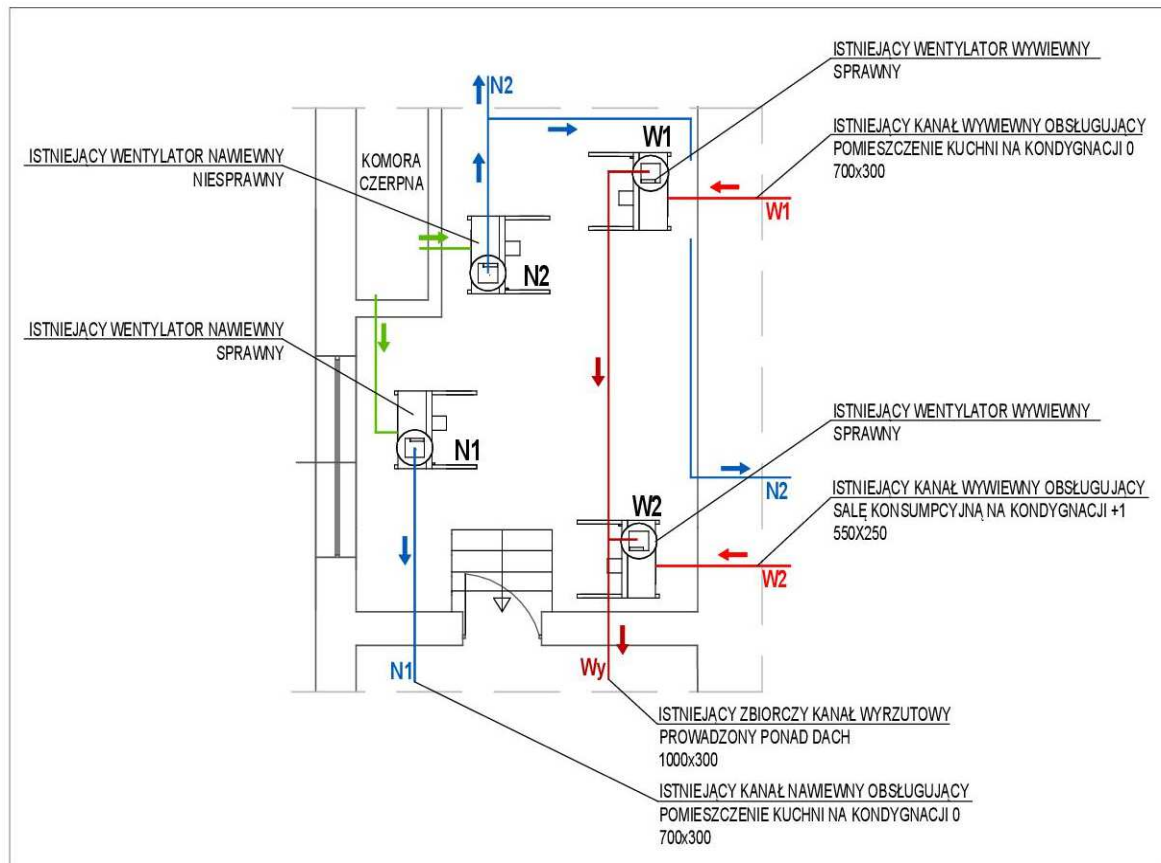 ISTNIEJĄCY WENTYLATOR WYWIEWNY
SPRAWNY
N2
W1
ISTNIEJĄCY KANAŁ WYWIEWNY OBSŁUGUJĄCY
POMIESZCZENIE KUCHNI NA KONDYGNACJI 0
700x300
ISTNIEJĄCY WENTYLATOR NAWIEWNY
NIESPRAWNY
KOMORA
CZERPNA
W1
N2
ISTNIEJĄCY WENTYLATOR NAWIEWNY
SPRAWNY
ISTNIEJĄCY WENTYLATOR WYWIEWNY
SPRAWNY
N1
N2
W2
ISTNIEJĄCY KANAŁ WYWIEWNY OBSŁUGUJĄCY
SALĘ KONSUMPCYJNĄ NA KONDYGNACJI +1
550X250
W2
N1
Wy
ISTNIEJĄCY ZBIORCZY KANAŁ WYRZUTOWY
PROWADZONY PONAD DACH
1000x300
ISTNIEJĄCY KANAŁ NAWIEWNY OBSŁUGUJĄCY
POMIESZCZENIE KUCHNI NA KONDYGNACJI 0
700x300